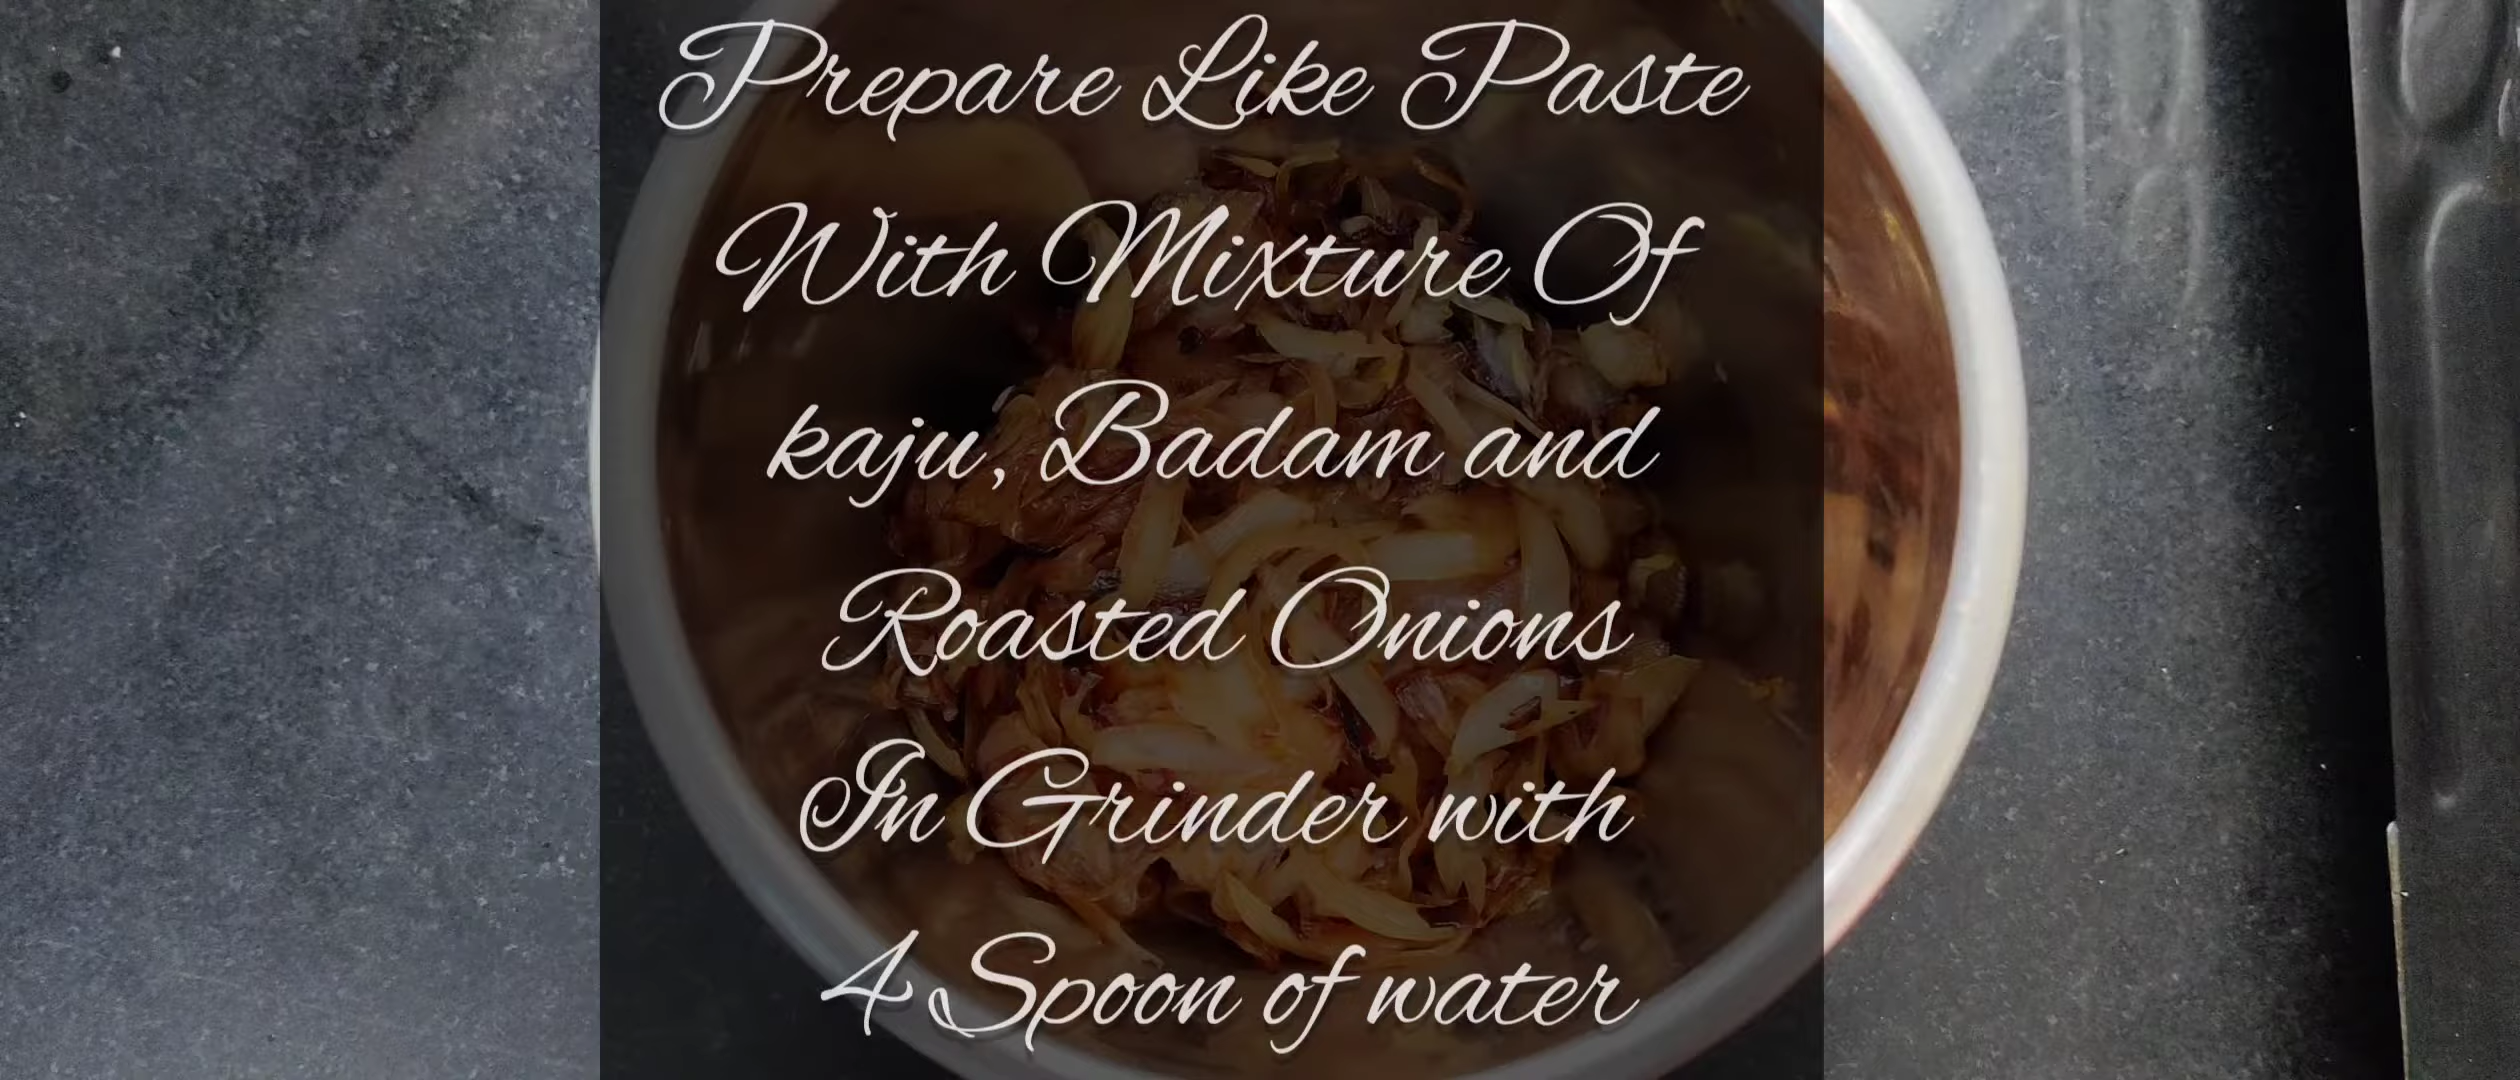 Prepare Like Paste
With Mixture Of
kaju, Badam and
Roasted Onions
In Grinder with
4 Spoon of water